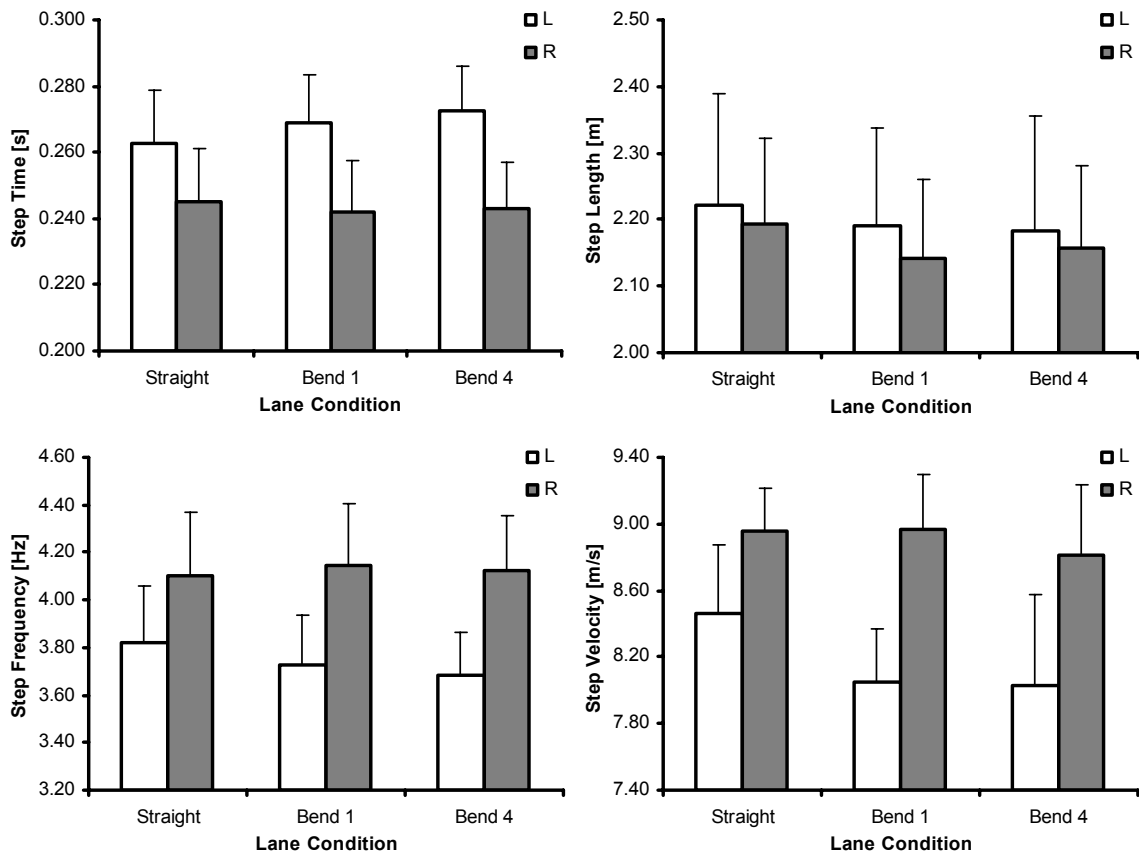 0.300
0.280
0.260
0.240
0.220
0.200
Step Time [s]
L
R
Straight Bend 1 Bend 4
Lane Condition
2.50
2.40
2.30
2.20
2.10
2.00
Step Length [m]
L
R
Straight Bend 1 Bend 4
Lane Condition
4.60
4.40
4.20
4.00
3.80
3.60
3.40
3.20
Step Frequency [Hz]
L
R
Straight Bend 1 Bend 4
Lane Condition
9.40
9.00
8.60
8.20
7.80
7.40
Step Velocity [m/s]
L
R
Straight Bend 1 Bend 4
Lane Condition